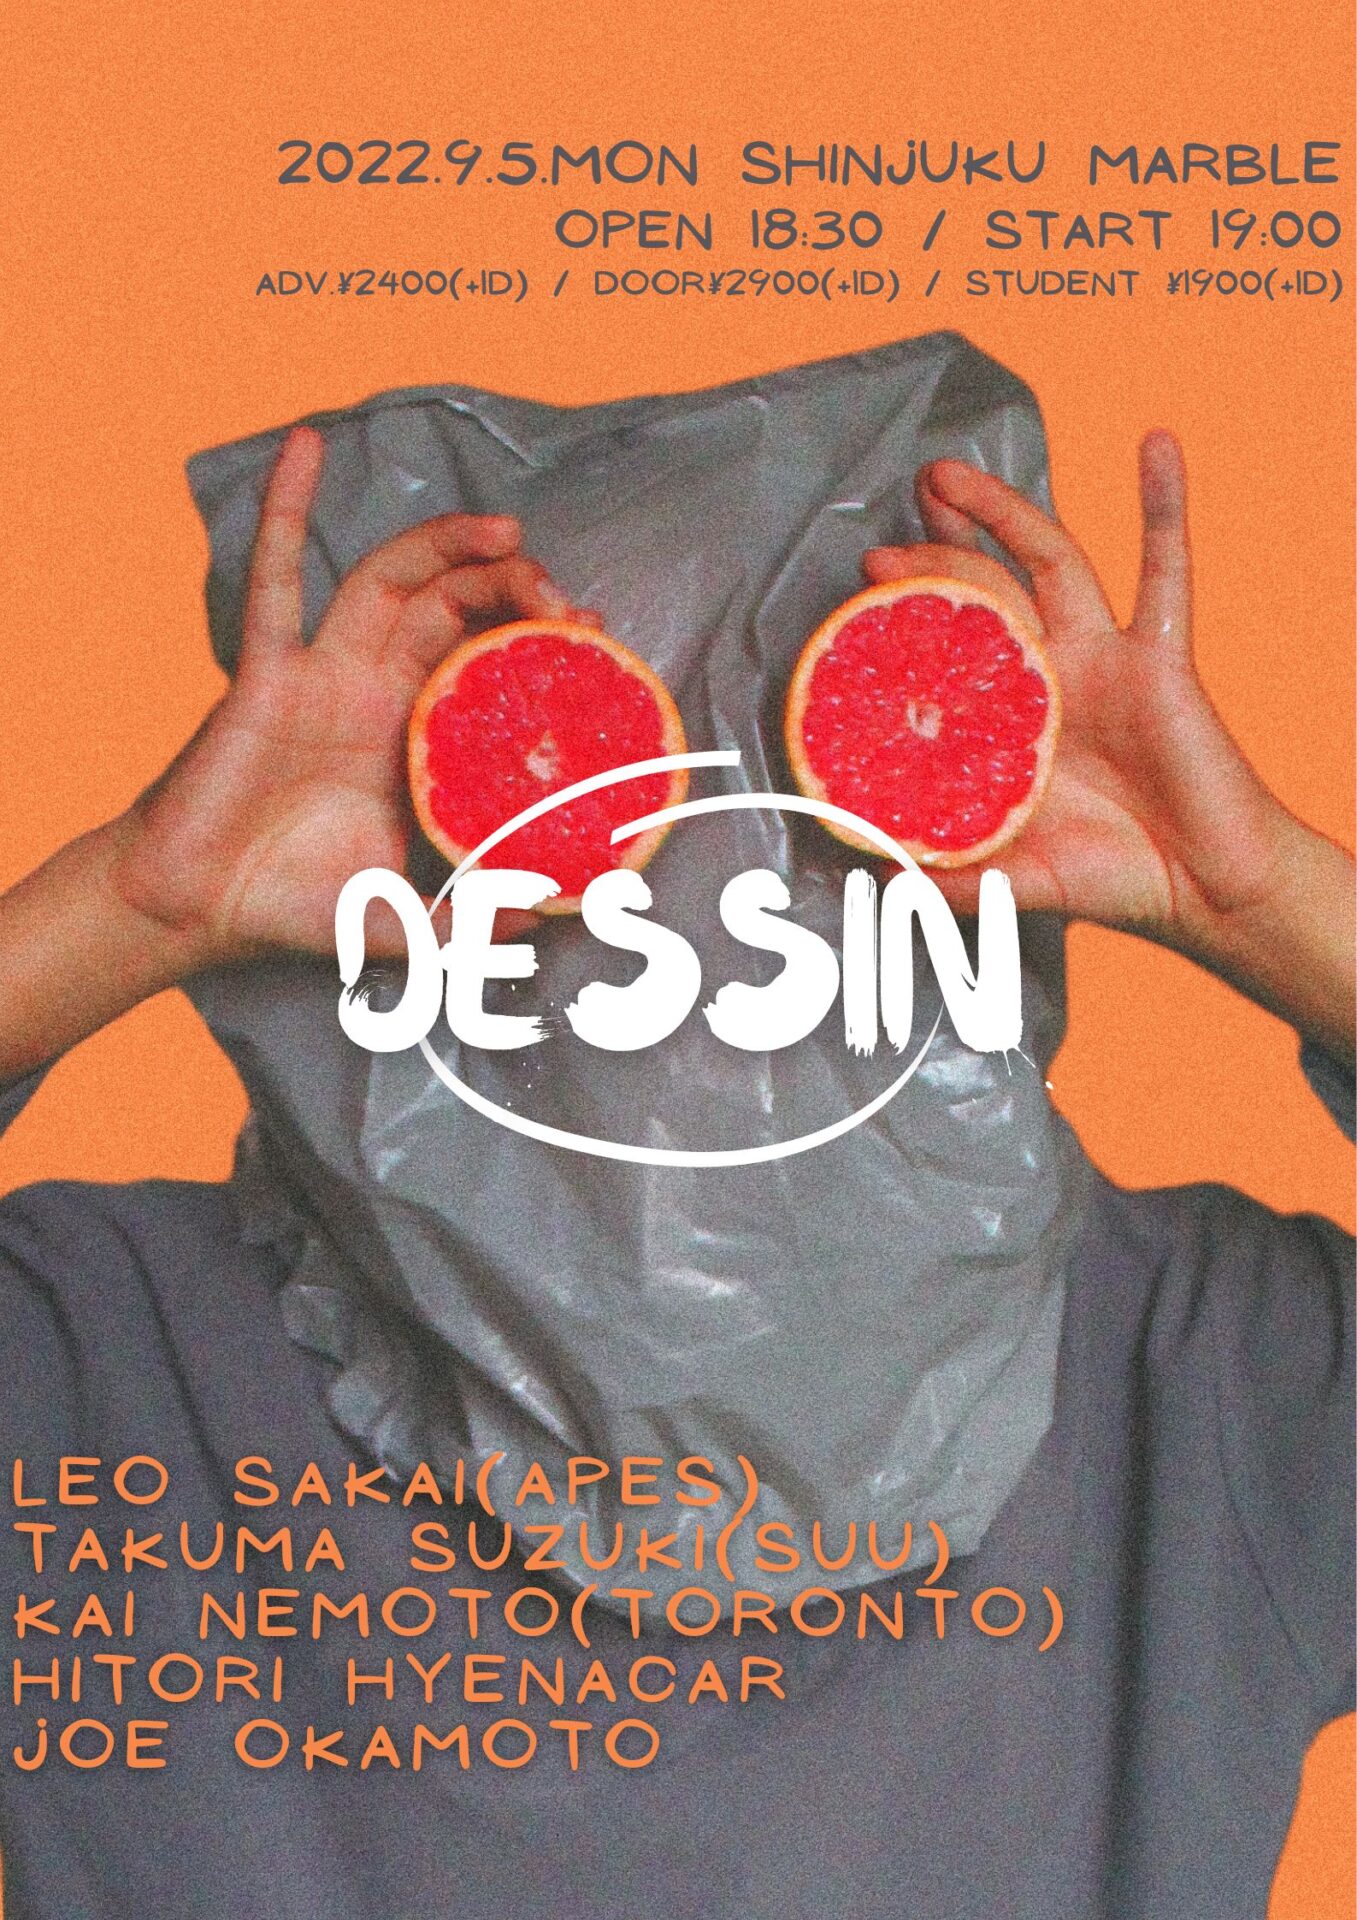 2022.9.5.MON SHINJUKU MARBLE
OPEN 18:30 / START 19:00
ADV.¥2400(+1D) / DOOR¥2900(+1D) / STUDENT ¥1900(+1D)
DESSIN
LEO SAKAI(APES)
TAKUMA SUZUKI(SUU)
KAI NEMOTO(TORONTO)
HITORI HYENACAR
JOE OKAMOTO